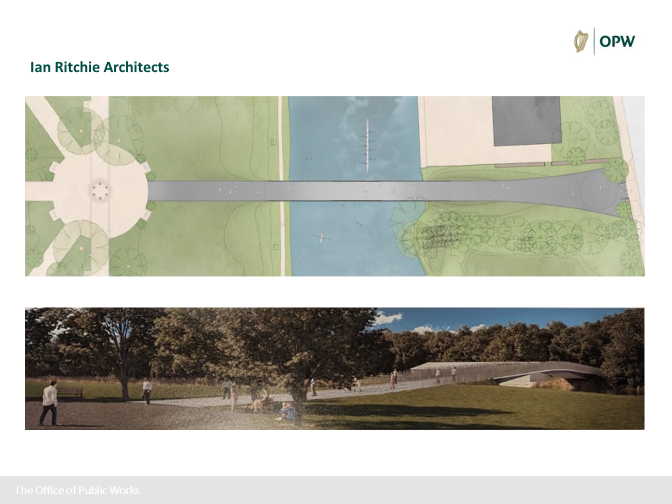 OPW
Ian Ritchie Architects
The Office of Public Works